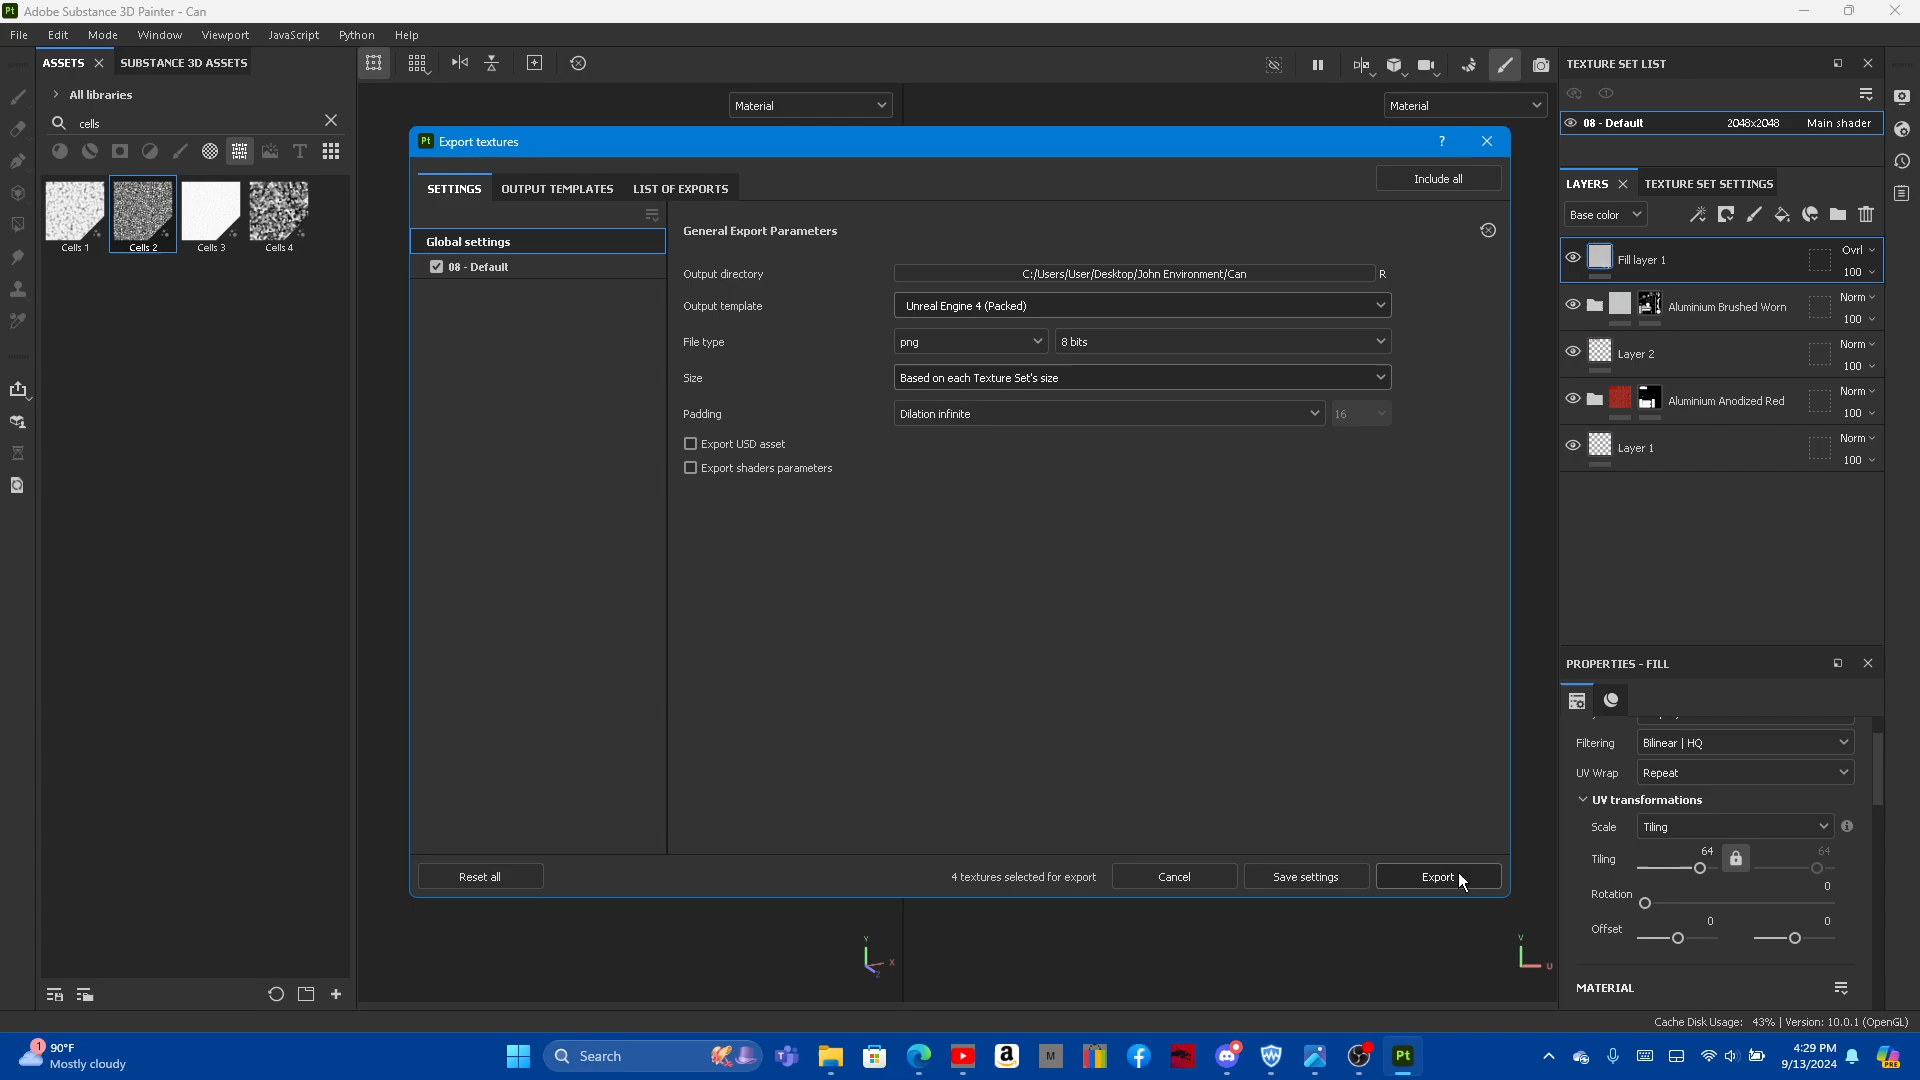 Pt Adobe Substance 3D Painter - Can
File Edit Mode Window Viewport JavaScript Python Help
ASSETS SUBSTANCE 3D ASSETS
All libraries
cells
Cells 1 Cells 2 Cells 3 Cells 4
Material
Material
Pt Export textures ?
SETTINGS OUTPUT TEMPLATES LIST OF EXPORTS
Include all
Global settings
08 - Default
General Export Parameters
Output directory C:/Users/User/Desktop/John Environment/Can R
Output template Unreal Engine 4 (Packed)
File type png 8 bits
Size Based on each Texture Set's size
Padding Dilation infinite 16
Export USD asset
Export shaders parameters
Reset all 4 textures selected for export Cancel Save settings Export
Y X Z
V U
TEXTURE SET LIST
08 - Default 2048x2048 Main shader
LAYERS TEXTURE SET SETTINGS
Base color
Fill layer 1 Ovrl 100
Aluminium Brushed Worn Norm 100
Layer 2 Norm 100
Aluminium Anodized Red Norm 100
Layer 1 Norm 100
PROPERTIES - FILL
Filtering Bilinear | HQ
UV Wrap Repeat
UV transformations
Scale Tiling
Tiling 64 64
Rotation 0
Offset 0 0
MATERIAL
Cache Disk Usage: 43% | Version: 10.0.1 (OpenGL)
1 90°F
Mostly cloudy
Search
M
Pt
4:29 PM
9/13/2024
PRE